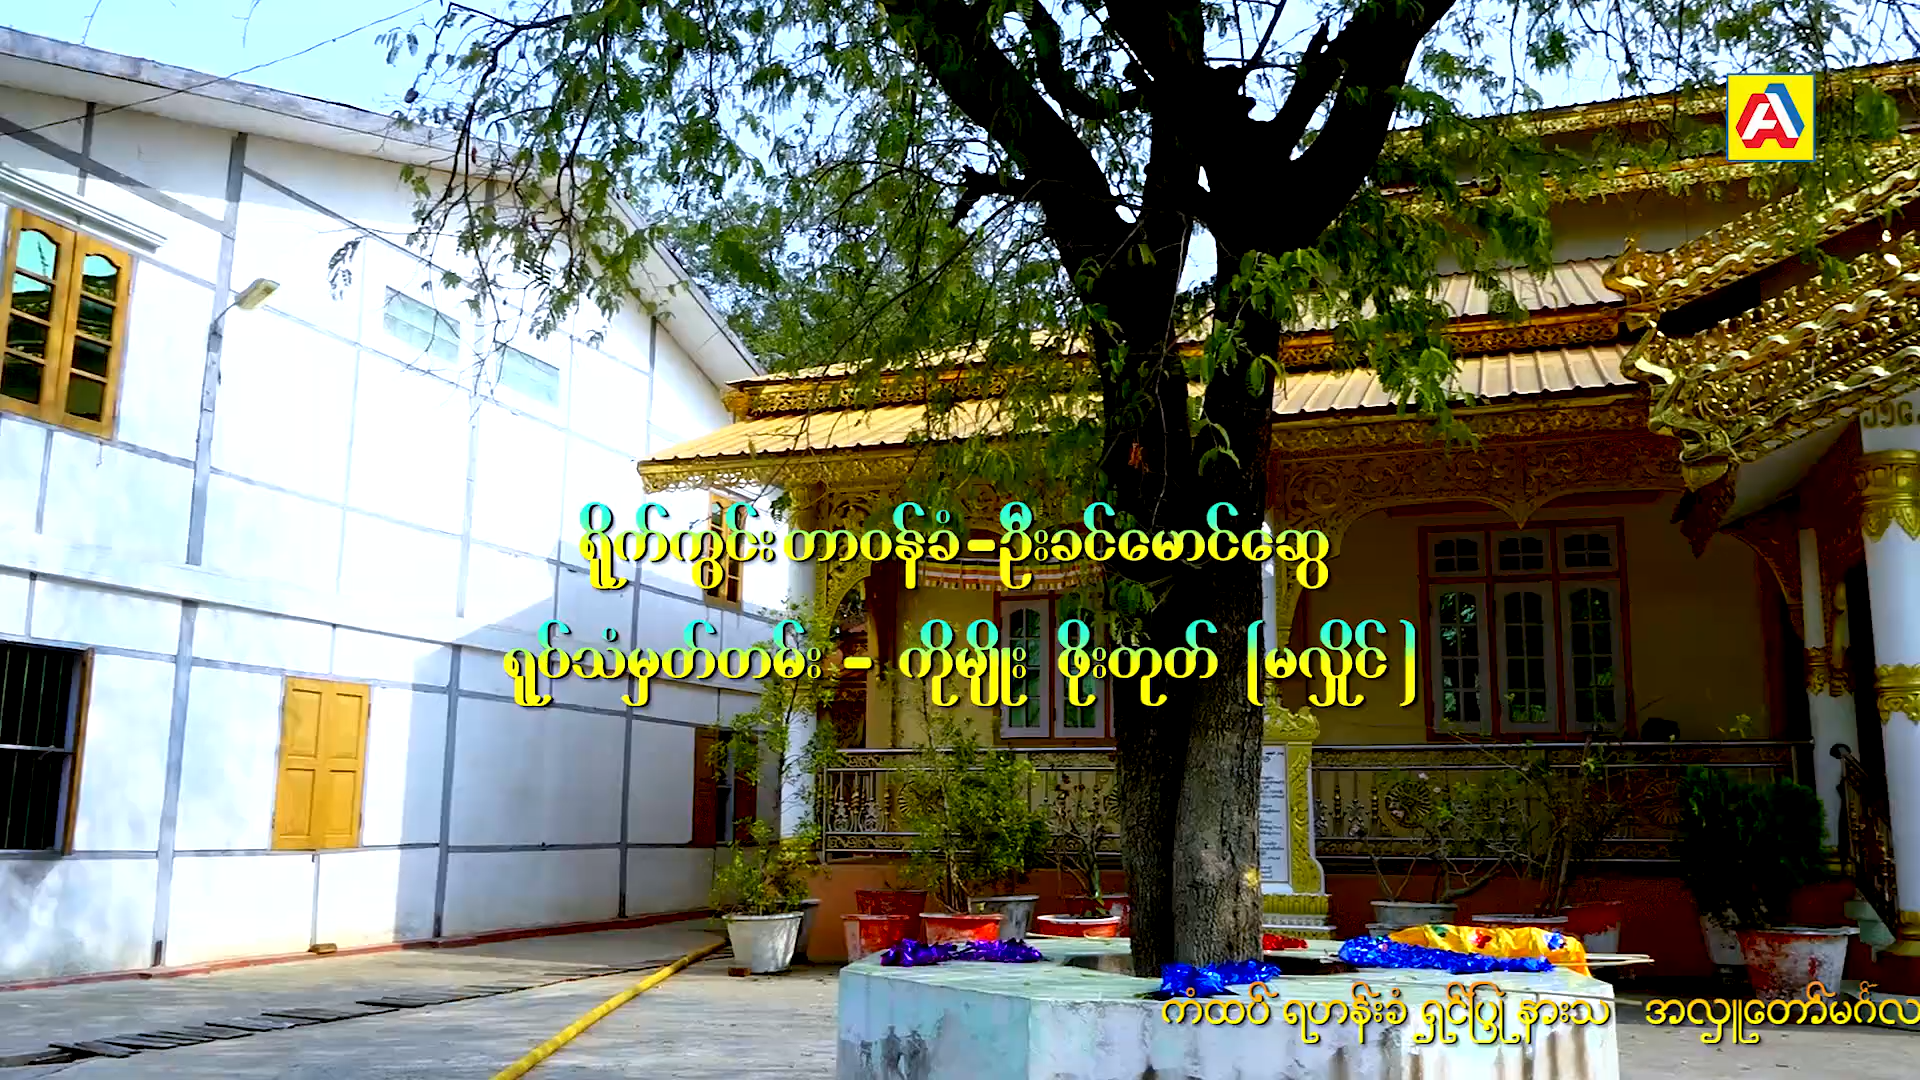 A
ရိုက်ကွင်း တာဝန်ခံ-ဦးခင်မောင်ဆွေ
ရုပ်သံမှတ်တမ်း - ကိုမျိုး ဖိုးတုတ် (မလှိုင်)
ကံထပ် ရဟန်းခံ ရှင်ပြု နားသ အလှူတော်မင်္ဂလ